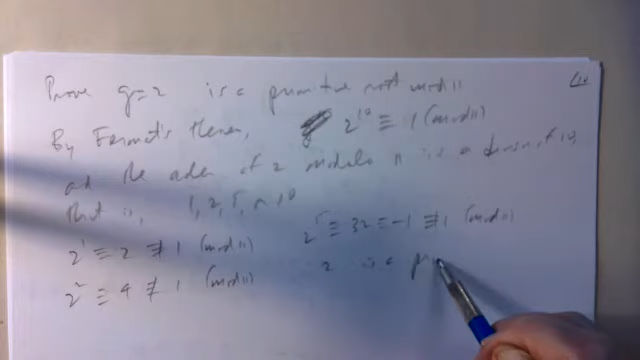 Prove g=2 is a primitive root mod 11
By Fermat's Theorem, 2^10 ≡ 1 (mod 11)
and the order of 2 modulo 11 is a divisor of 10,
that is, 1, 2, 5, or 10
2^1 ≡ 2 ≢ 1 (mod 11)
2^2 ≡ 4 ≢ 1 (mod 11)
2^5 ≡ 32 ≡ -1 ≢ 1 (mod 11)
2 is a